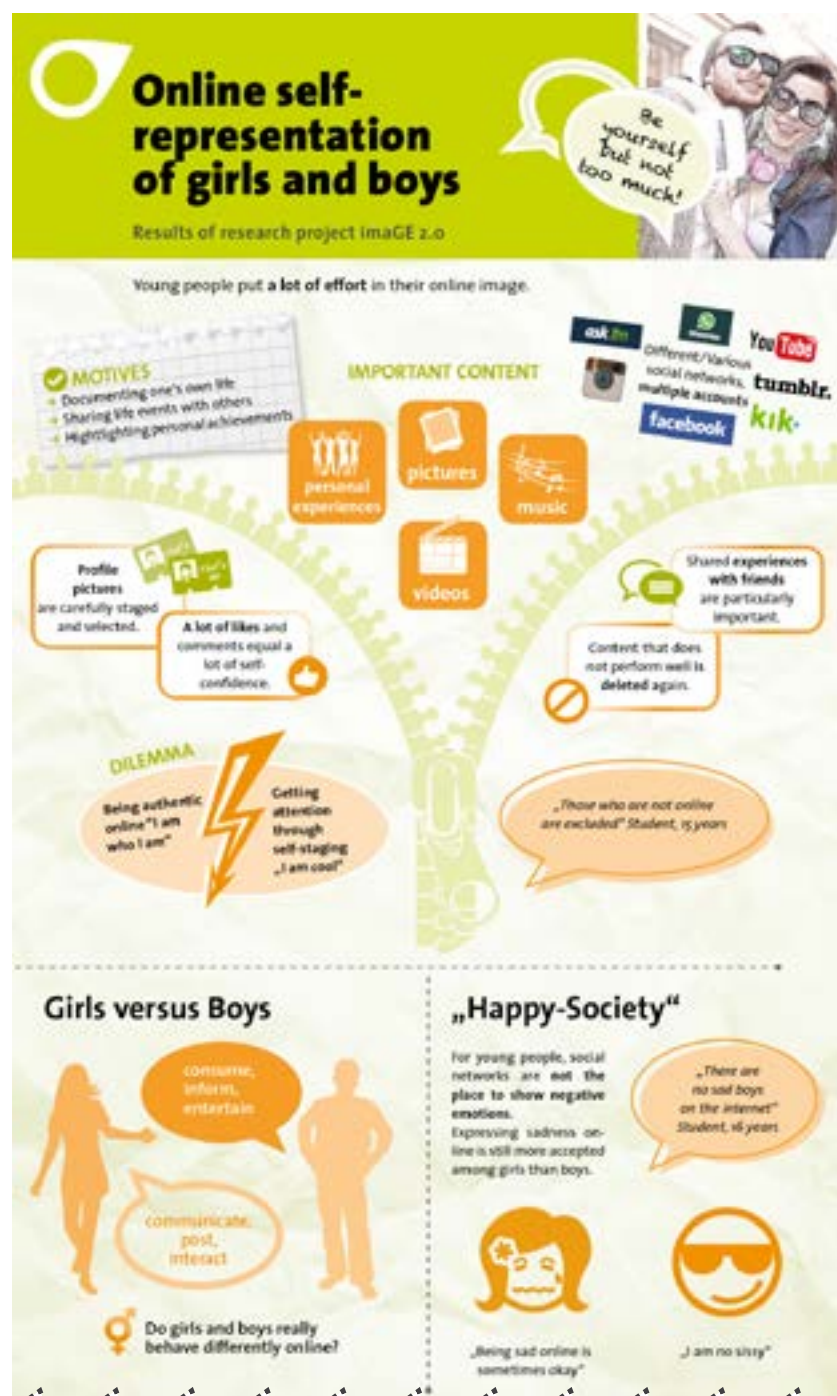 Online self-
representation
of girls and boys
Results of research project imaGE 2.0
Be
yourself
but not
too much!
Young people put a lot of effort in their online image.
MOTIVES
Documenting one's own life
Sharing life events with others
Hightlighting personal achievements
IMPORTANT CONTENT
personal
experiences
pictures
music
videos
ask.fm
You Tube
Different/Various
social networks,
multiple accounts
tumblr.
facebook
kik.
Profile
pictures
are carefully staged
and selected.
A lot of likes and
comments equal a
lot of self-
confidence.
Shared experiences
with friends
are particularly
important.
Content that does
not perform well is
deleted again.
DILEMMA
Being authentic
online "I am
who I am"
Getting
attention
through
self-staging
„I am cool"
„Those who are not online
are excluded" Student, 15 years
Girls versus Boys
consume,
inform,
entertain
communicate,
post,
interact
Do girls and boys really
behave differently online?
„Happy-Society“
For young people, social
networks are not the
place to show negative
emotions.
Expressing sadness on-
line is still more accepted
among girls than boys.
„There are
no sad boys
on the internet"
Student, 16 years
„Being sad online is
sometimes okay"
„I am no sissy"